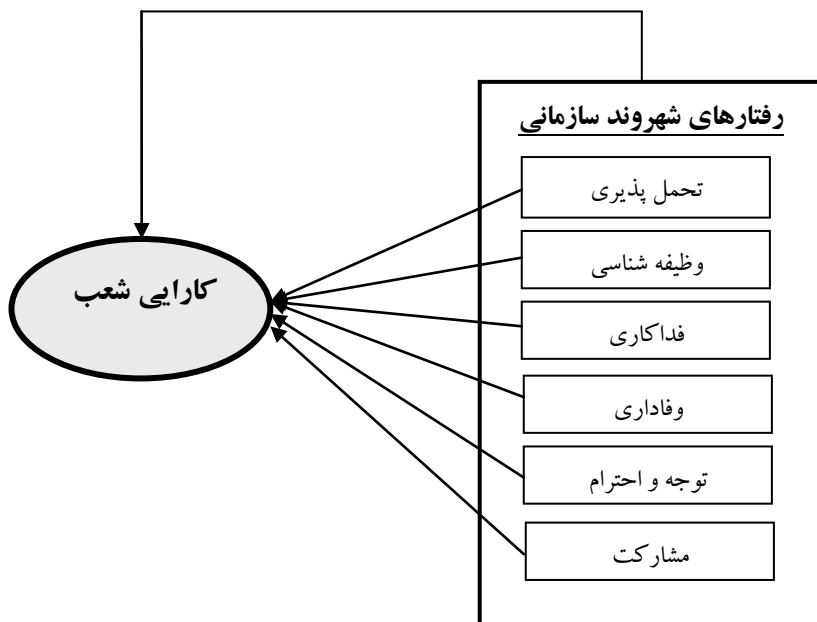 رفتارهای شهروند سازمانی
تحمل پذیری
وظیفه شناسی
فداکاری
وفاداری
توجه و احترام
مشارکت
کارایی شعب